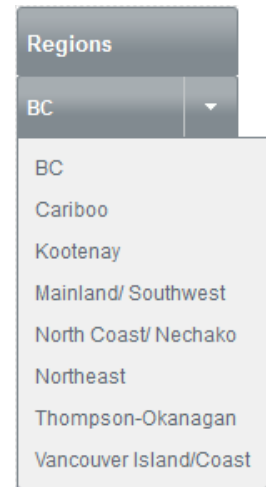 Regions
BC
BC
Cariboo
Kootenay
Mainland/ Southwest
North Coast/ Nechako
Northeast
Thompson-Okanagan
Vancouver Island/Coast